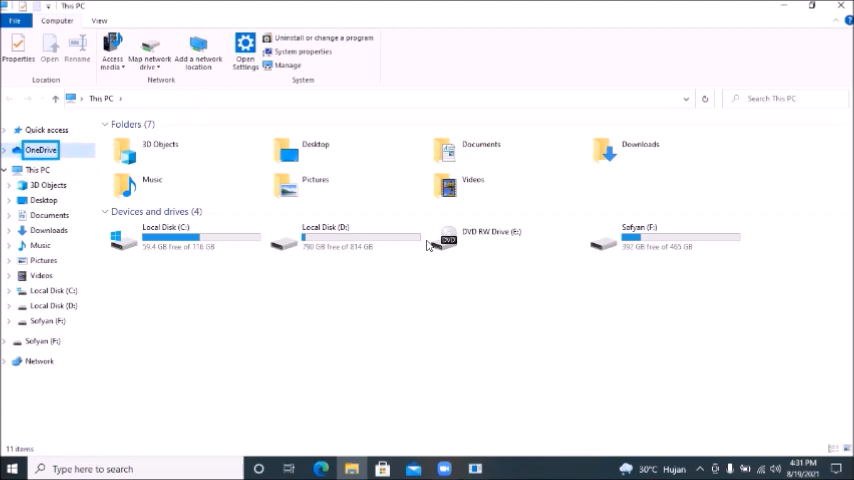 This PC
File Computer View
Properties Open Rename Access media Map network drive Add a network location Open Settings Uninstall or change a program
System properties
Manage
Location Network System
This PC Search This PC
Quick access
OneDrive
This PC
3D Objects
Desktop
Documents
Downloads
Music
Pictures
Videos
Local Disk (C:)
Local Disk (D:)
Sofyan (F:)
Sofyan (F:)
Network
Folders (7)
3D Objects Desktop Documents Downloads
Music Pictures Videos
Devices and drives (4)
Local Disk (C:) Local Disk (D:) DVD RW Drive (E:) Sofyan (F:)
DVD
59.4 GB free of 116 GB 790 GB free of 814 GB 392 GB free of 465 GB
11 items
Type here to search 30°C Hujan 4:31 PM
8/19/2021